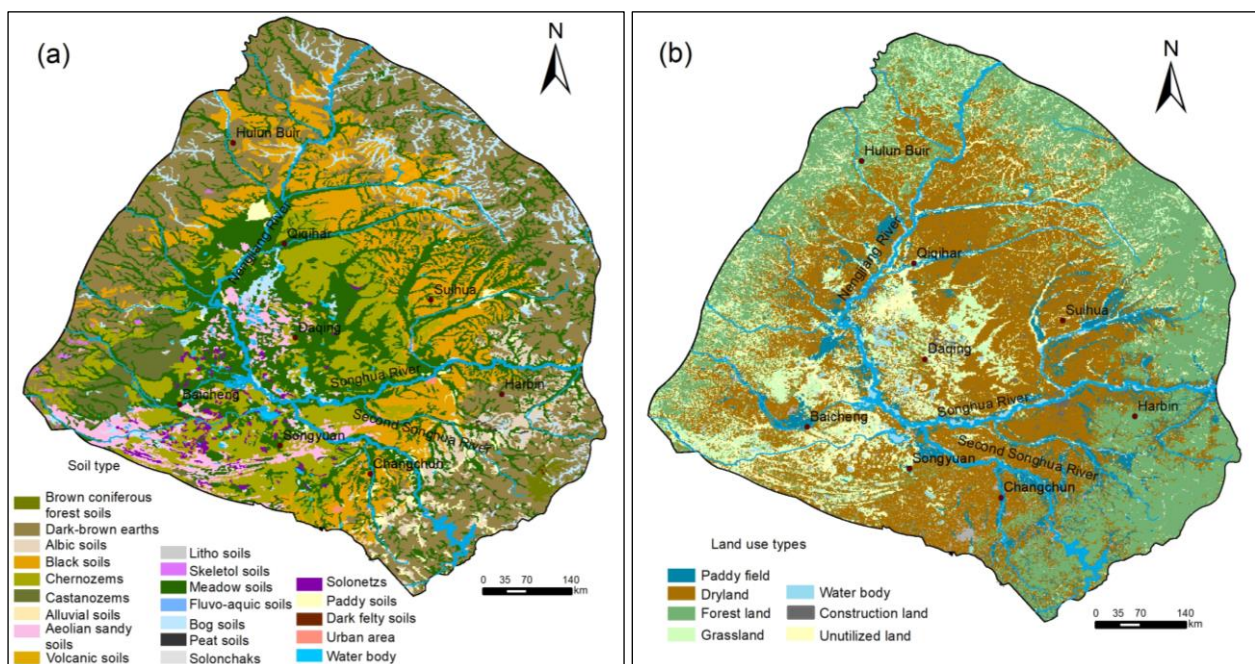 (a)
N
Hulun Buir
Nenjiang River
Qiqihar
Suihua
Daqing
Songhua River
Baicheng
Harbin
Second Songhua River
Songyuan
Changchun
Soil type
Brown coniferous
forest soils
Dark-brown earths
Albic soils
Black soils
Chernozems
Castanozems
Alluvial soils
Aeolian sandy
soils
Volcanic soils
Litho soils
Skeletol soils
Meadow soils
Fluvo-aquic soils
Bog soils
Peat soils
Solonchaks
Solonetzs
Paddy soils
Dark felty soils
Urban area
Water body
0 35 70 140
km
(b)
N
Hulun Buir
Nenjiang River
Qiqihar
Suihua
Daqing
Baicheng
Songhua River
Harbin
Second Songhua River
Songyuan
Changchun
Land use types
Paddy field
Dryland
Forest land
Grassland
Water body
Construction land
Unutilized land
0 35 70 140
km